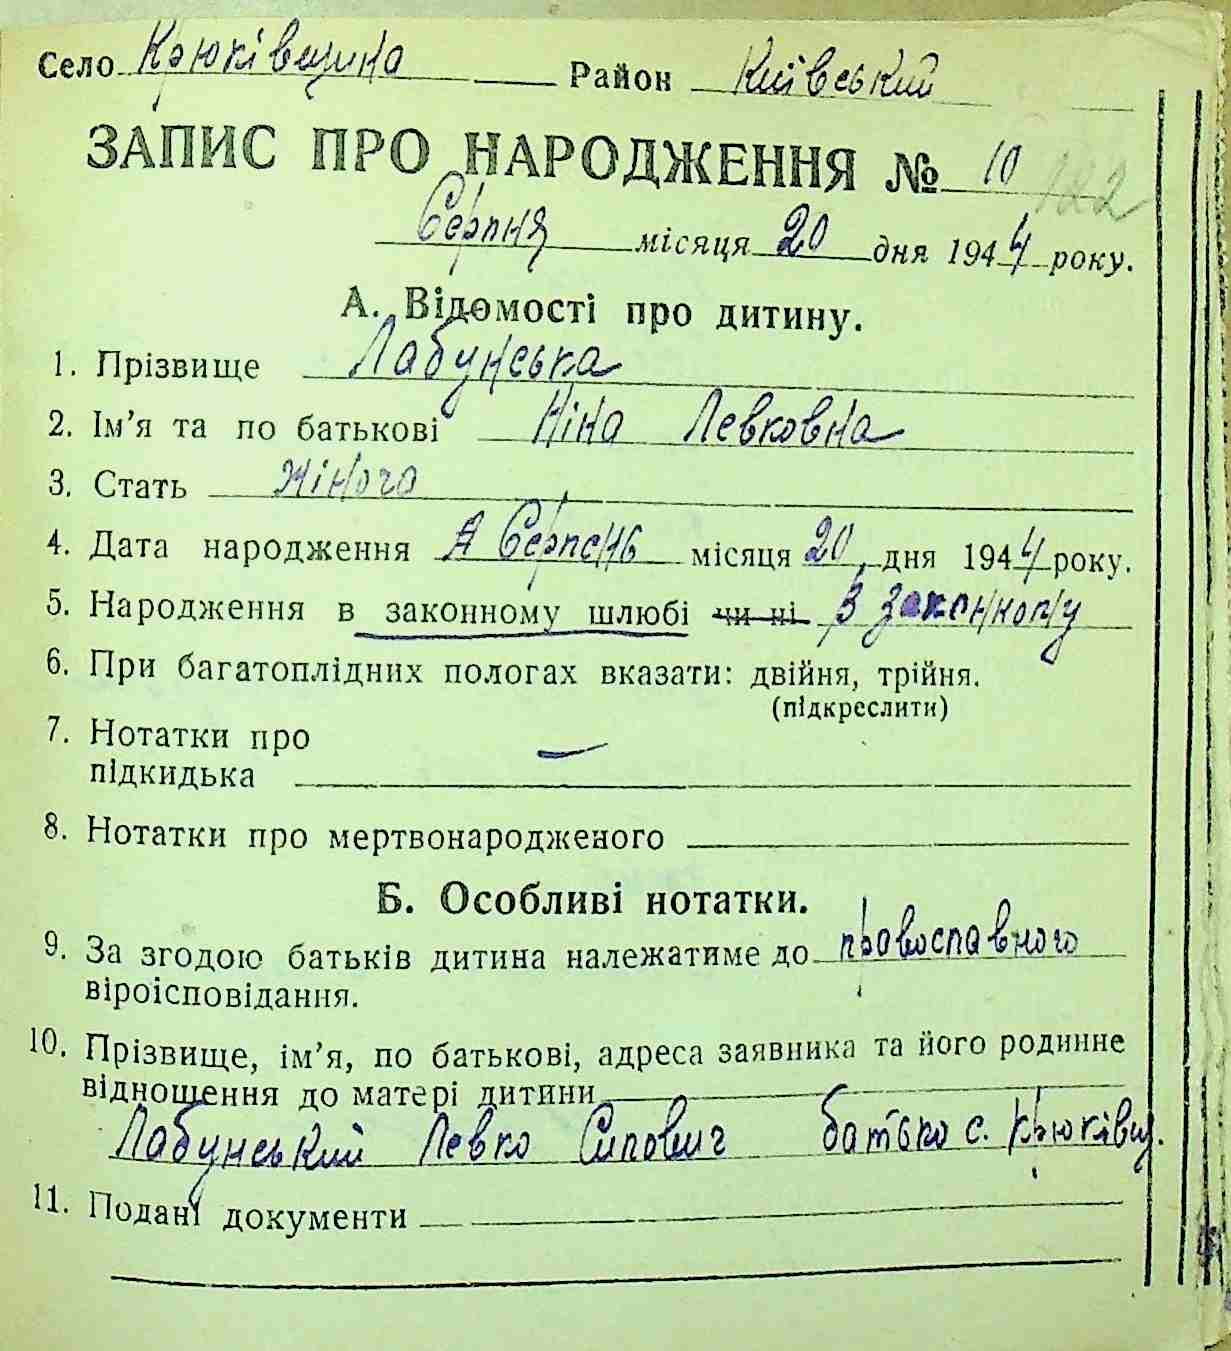 Село Крюківщина Район Київський
ЗАПИС ПРО НАРОДЖЕННЯ № 10 122
Серпня місяця 20 дня 1944 року.
А. Відомості про дитину.
1. Прізвище Лабунська
2. Ім’я та по батькові Ніна Левковна
3. Стать жіноча
4. Дата народження Серпень місяця 20 дня 1944 року.
5. Народження в законному шлюбі чи ні в законному
6. При багатоплідних пологах вказати: двійня, трійня.
(підкреслити)
7. Нотатки про —
підкидька
8. Нотатки про мертвонародженого
Б. Особливі нотатки.
9. За згодою батьків дитина належатиме до православного
віроісповідання.
10. Прізвище, ім’я, по батькові, адреса заявника та його родинне
відношення до матері дитини
Лабунський Левко батько с. Крюківщ.
11. Подані документи